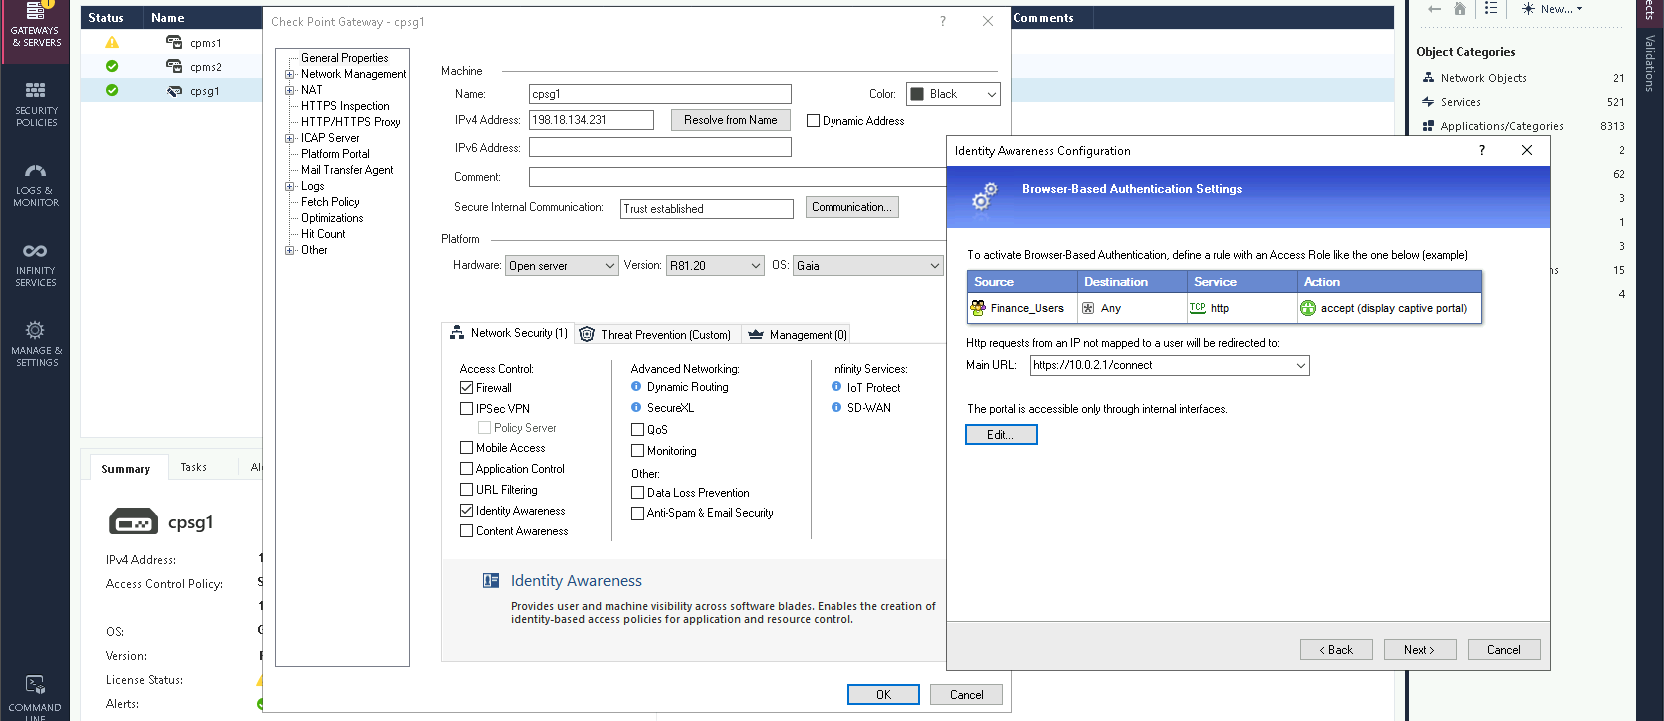 GATEWAYS
& SERVERS
SECURITY
POLICIES
LOGS &
MONITOR
INFINITY
SERVICES
MANAGE &
SETTINGS
COMMAND
LINE
Status Name Comments
cpms1
cpms2
cpsg1
Summary Tasks Al
cpsg1
IPv4 Address: 1
Access Control Policy: S
1
OS: G
Version:
License Status:
Alerts:
Check Point Gateway - cpsg1 ?
General Properties
Network Management
NAT
HTTPS Inspection
HTTP/HTTPS Proxy
ICAP Server
Platform Portal
Mail Transfer Agent
Logs
Fetch Policy
Optimizations
Hit Count
Other
Machine
Name: cpsg1 Color: Black
IPv4 Address: 198.18.134.231 Resolve from Name Dynamic Address
IPv6 Address:
Comment:
Secure Internal Communication: Trust established Communication...
Platform
Hardware: Open server Version: R81.20 OS: Gaia
Network Security (1) Threat Prevention (Custom) Management (0)
Access Control:
Firewall
IPSec VPN
Policy Server
Mobile Access
Application Control
URL Filtering
Identity Awareness
Content Awareness
Advanced Networking:
Dynamic Routing
SecureXL
QoS
Monitoring
Other:
Data Loss Prevention
Anti-Spam & Email Security
nfinity Services:
IoT Protect
SD-WAN
Identity Awareness
Provides user and machine visibility across software blades. Enables the creation of
identity-based access policies for application and resource control.
OK Cancel
Identity Awareness Configuration ?
Browser-Based Authentication Settings
To activate Browser-Based Authentication, define a rule with an Access Role like the one below (example)
Source Destination Service Action
Finance_Users Any TCP http accept (display captive portal)
Http requests from an IP not mapped to a user will be redirected to:
Main URL: https://10.0.2.1/connect
The portal is accessible only through internal interfaces.
Edit...
< Back Next > Cancel
New...
Object Categories
Network Objects 21
Services 521
Applications/Categories 8313
2
62
3
1
3
ns 15
4
Validations